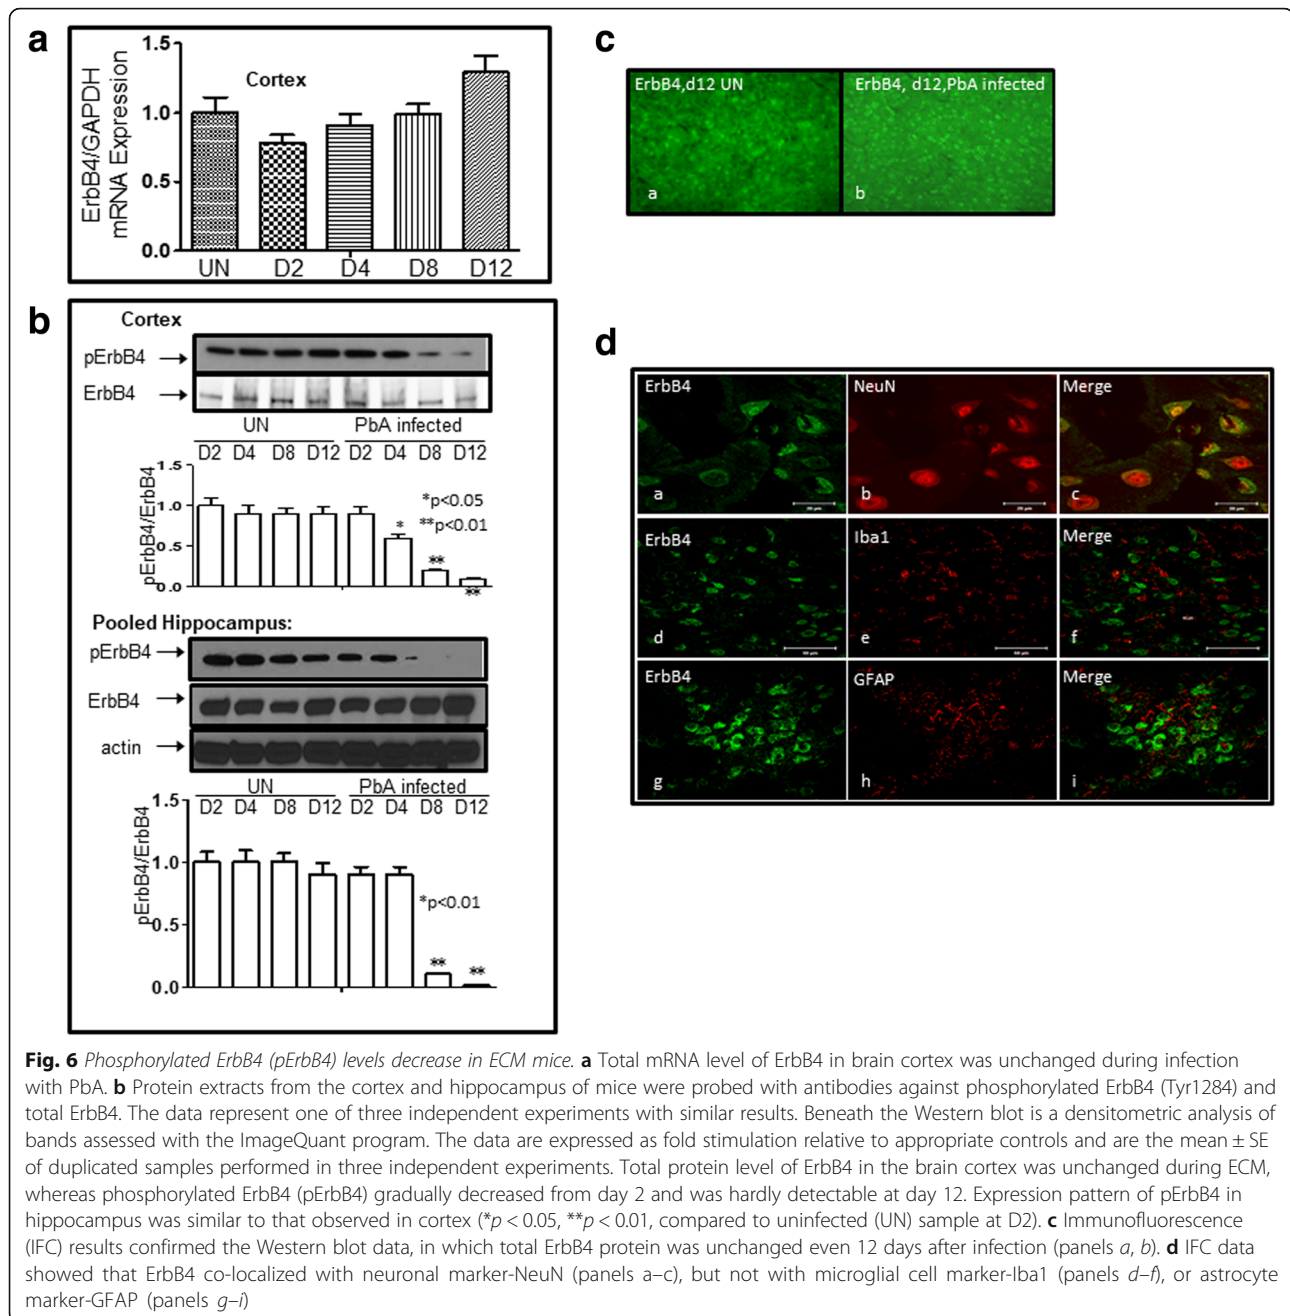 a
1.5
1.0
0.5
0.0
ErbB4/GAPDH
mRNA Expression
Cortex
UN D2 D4 D8 D12
b
Cortex
pErbB4
ErbB4
UN PbA infected
D2 D4 D8 D12 D2 D4 D8 D12
1.5
1.0
0.5
0.0
pErbB4/ErbB4
*p<0.05
**p<0.01
*
**
**
Pooled Hippocampus:
pErbB4
ErbB4
actin
UN PbA infected
D2 D4 D8 D12 D2 D4 D8 D12
1.5
1.0
0.5
0.0
pErbB4/ErbB4
*p<0.01
**
**
c
ErbB4,d12 UN
a
ErbB4, d12,PbA infected
b
d
ErbB4 NeuN Merge
a b c
ErbB4 Iba1 Merge
d e f
ErbB4 GFAP Merge
g h i
Fig. 6 Phosphorylated ErbB4 (pErbB4) levels decrease in ECM mice. a Total mRNA level of ErbB4 in brain cortex was unchanged during infection
with PbA. b Protein extracts from the cortex and hippocampus of mice were probed with antibodies against phosphorylated ErbB4 (Tyr1284) and
total ErbB4. The data represent one of three independent experiments with similar results. Beneath the Western blot is a densitometric analysis of
bands assessed with the ImageQuant program. The data are expressed as fold stimulation relative to appropriate controls and are the mean ± SE
of duplicated samples performed in three independent experiments. Total protein level of ErbB4 in the brain cortex was unchanged during ECM,
whereas phosphorylated ErbB4 (pErbB4) gradually decreased from day 2 and was hardly detectable at day 12. Expression pattern of pErbB4 in
hippocampus was similar to that observed in cortex (*p < 0.05, **p < 0.01, compared to uninfected (UN) sample at D2). c Immunofluorescence
(IFC) results confirmed the Western blot data, in which total ErbB4 protein was unchanged even 12 days after infection (panels a, b). d IFC data
showed that ErbB4 co-localized with neuronal marker-NeuN (panels a–c), but not with microglial cell marker-Iba1 (panels d–f), or astrocyte
marker-GFAP (panels g–i)